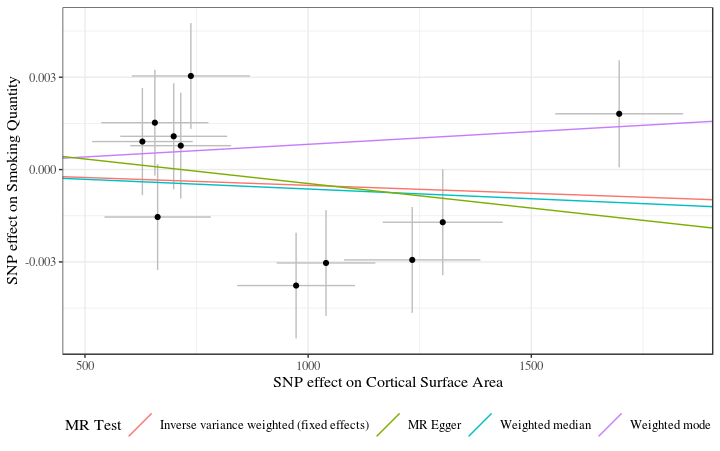 SNP effect on Smoking Quantity
0.003
0.000
-0.003
500
1000
1500
SNP effect on Cortical Surface Area
MR Test
Inverse variance weighted (fixed effects)
MR Egger
Weighted median
Weighted mode